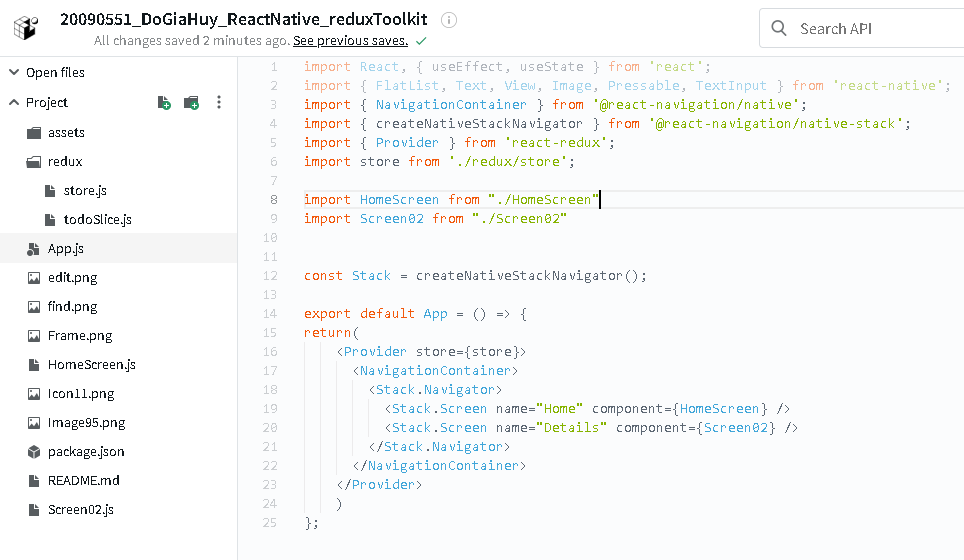 20090551_DoGiaHuy_ReactNative_reduxToolkit
All changes saved 2 minutes ago. See previous saves.
Search API
Open files
Project
assets
redux
store.js
todoSlice.js
App.js
edit.png
find.png
Frame.png
HomeScreen.js
Icon11.png
Image95.png
package.json
README.md
Screen02.js
1 import React, { useEffect, useState } from 'react';
2 import { FlatList, Text, View, Image, Pressable, TextInput } from 'react-native';
3 import { NavigationContainer } from '@react-navigation/native';
4 import { createNativeStackNavigator } from '@react-navigation/native-stack';
5 import { Provider } from 'react-redux';
6 import store from './redux/store';
7
8 import HomeScreen from "./HomeScreen"
9 import Screen02 from "./Screen02"
10
11
12 const Stack = createNativeStackNavigator();
13
14 export default App = () => {
15 return(
16 <Provider store={store}>
17 <NavigationContainer>
18 <Stack.Navigator>
19 <Stack.Screen name="Home" component={HomeScreen} />
20 <Stack.Screen name="Details" component={Screen02} />
21 </Stack.Navigator>
22 </NavigationContainer>
23 </Provider>
24 )
25 };